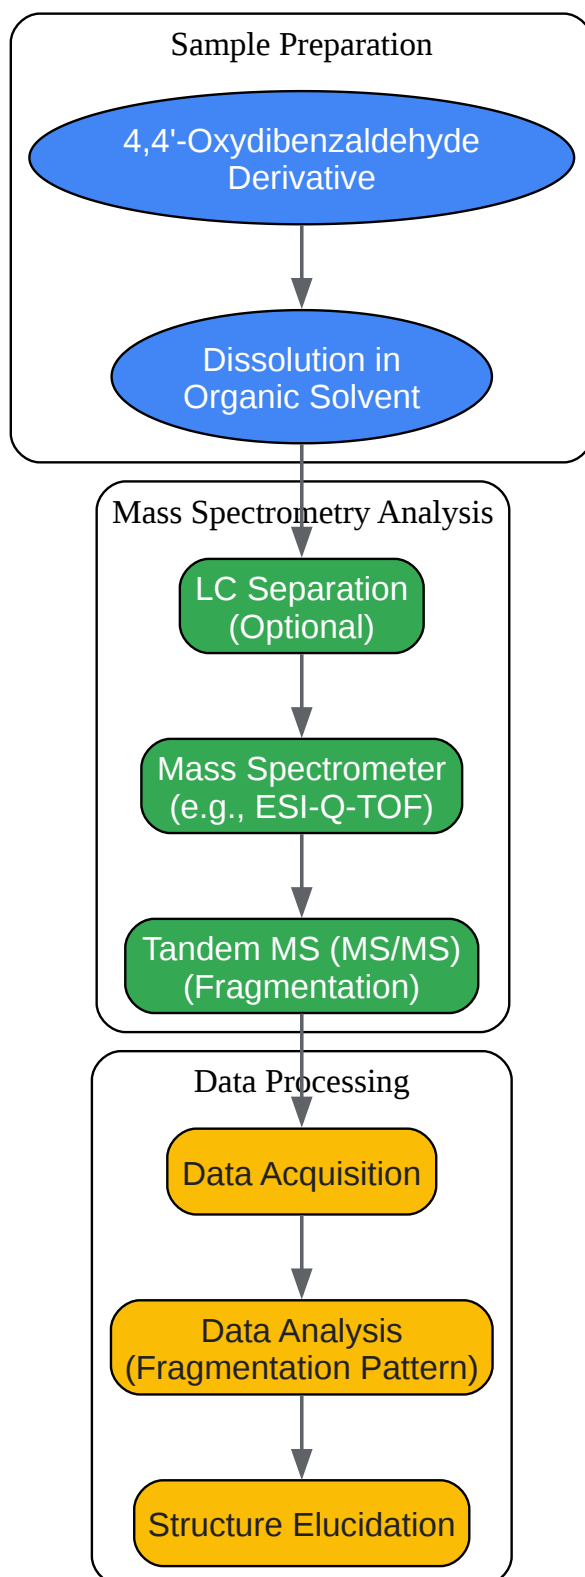 Sample Preparation
4,4'-Oxydibenzaldehyde
Derivative
Dissolution in
Organic Solvent
Mass Spectrometry Analysis
LC Separation
(Optional)
Mass Spectrometer
(e.g., ESI-Q-TOF)
Tandem MS (MS/MS)
(Fragmentation)
Data Processing
Data Acquisition
Data Analysis
(Fragmentation Pattern)
Structure Elucidation